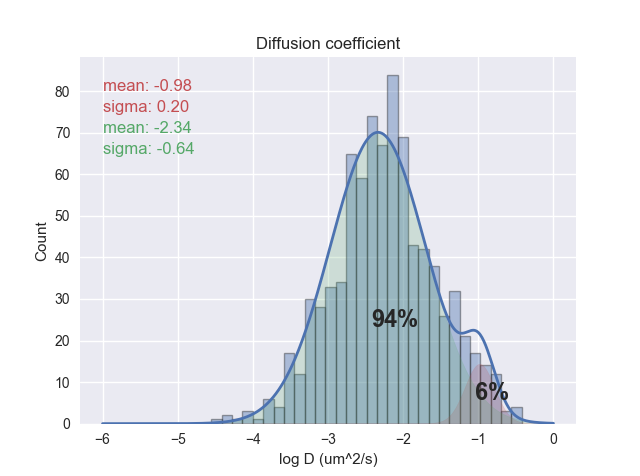 Diffusion coefficient
mean: -0.98
sigma: 0.20
mean: -2.34
sigma: -0.64
80
70
60
50
40
30
20
10
0
Count
94%
6%
−6 −5 −4 −3 −2 −1 0
log D (um^2/s)